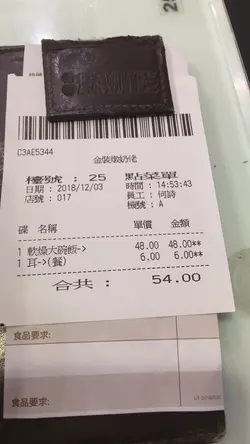 C3AE5344
金裝燉奶佬
檯號 : 25 點菜單
日期 : 2018/12/03 時間 : 14:53:43
店號 : 017 員工 : 何詩
機號 : A
碟 名稱 單價 金額
1 軟燥大碗飯-> 48.00 48.00**
1 耳->(餐) 6.00 6.00**
合共 : 54.00
食品要求:
食品要求: